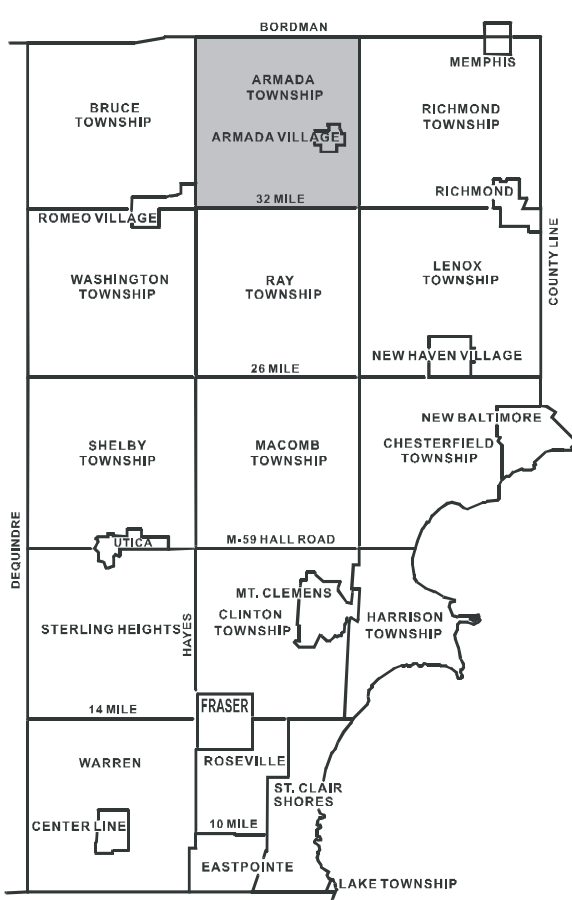 BORDMAN
MEMPHIS
ARMADA
TOWNSHIP
BRUCE
TOWNSHIP
RICHMOND
TOWNSHIP
ARMADA VILLAGE
RICHMOND
32 MILE
ROMEO VILLAGE
COUNTY LINE
WASHINGTON
TOWNSHIP
RAY
TOWNSHIP
LENOX
TOWNSHIP
NEW HAVEN VILLAGE
26 MILE
NEW BALTIMORE
SHELBY
TOWNSHIP
MACOMB
TOWNSHIP
CHESTERFIELD
TOWNSHIP
DEQUINDRE
UTICA
M-59 HALL ROAD
MT. CLEMENS
STERLING HEIGHTS
HAYES
CLINTON
TOWNSHIP
HARRISON
TOWNSHIP
14 MILE
FRASER
WARREN
ROSEVILLE
ST. CLAIR
SHORES
CENTER LINE
10 MILE
EASTPOINTE
LAKE TOWNSHIP